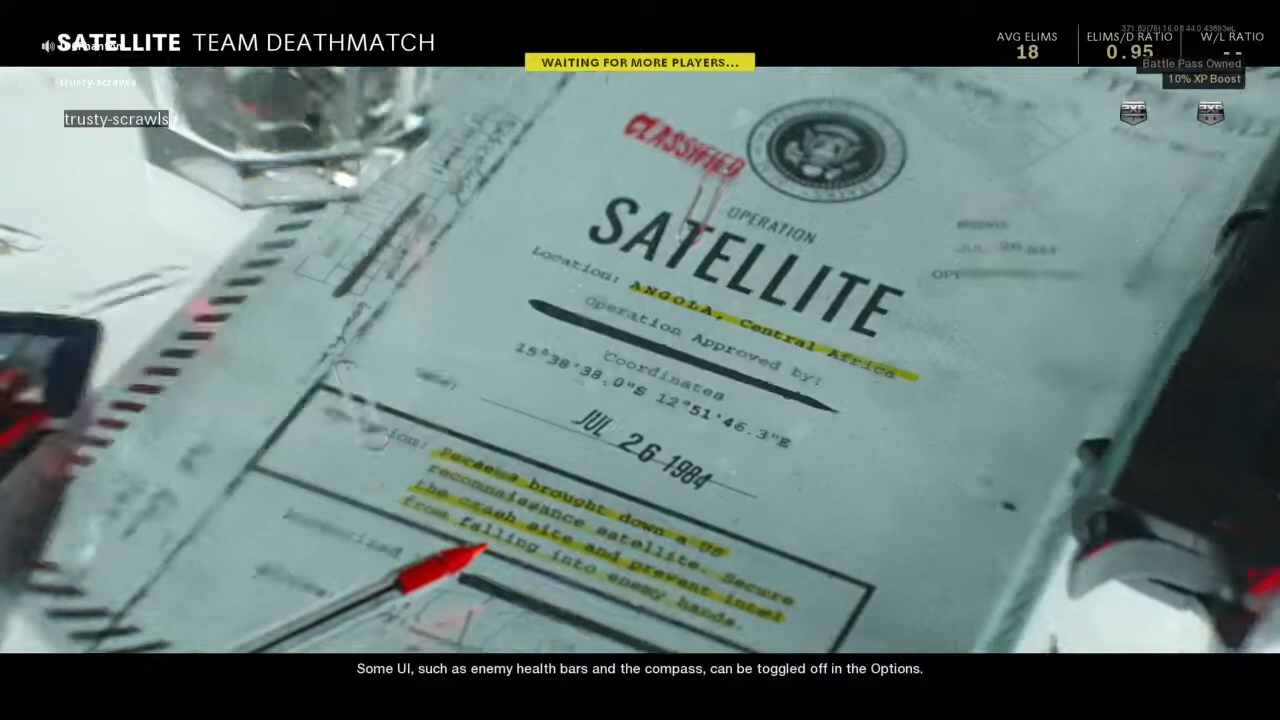 SATELLITE TEAM DEATHMATCH
AVG ELIMS
18
ELIMS/D RATIO
0.95
W/L RATIO
--
WAITING FOR MORE PLAYERS...
Battle Pass Owned
10% XP Boost
trusty-scrawls
trusty-scrawls
2XP
2XP
CLASSIFIED
OPERATION
SATELLITE
Location: ANGOLA, Central Africa
Operation Approved by:
Coordinates
15°38'38.0"S 12°51'46.3"E
JUL 26 1984
brought down a US
reconnaissance satellite. Secure
the crash site and prevent intel
from falling into enemy hands.
Some UI, such as enemy health bars and the compass, can be toggled off in the Options.